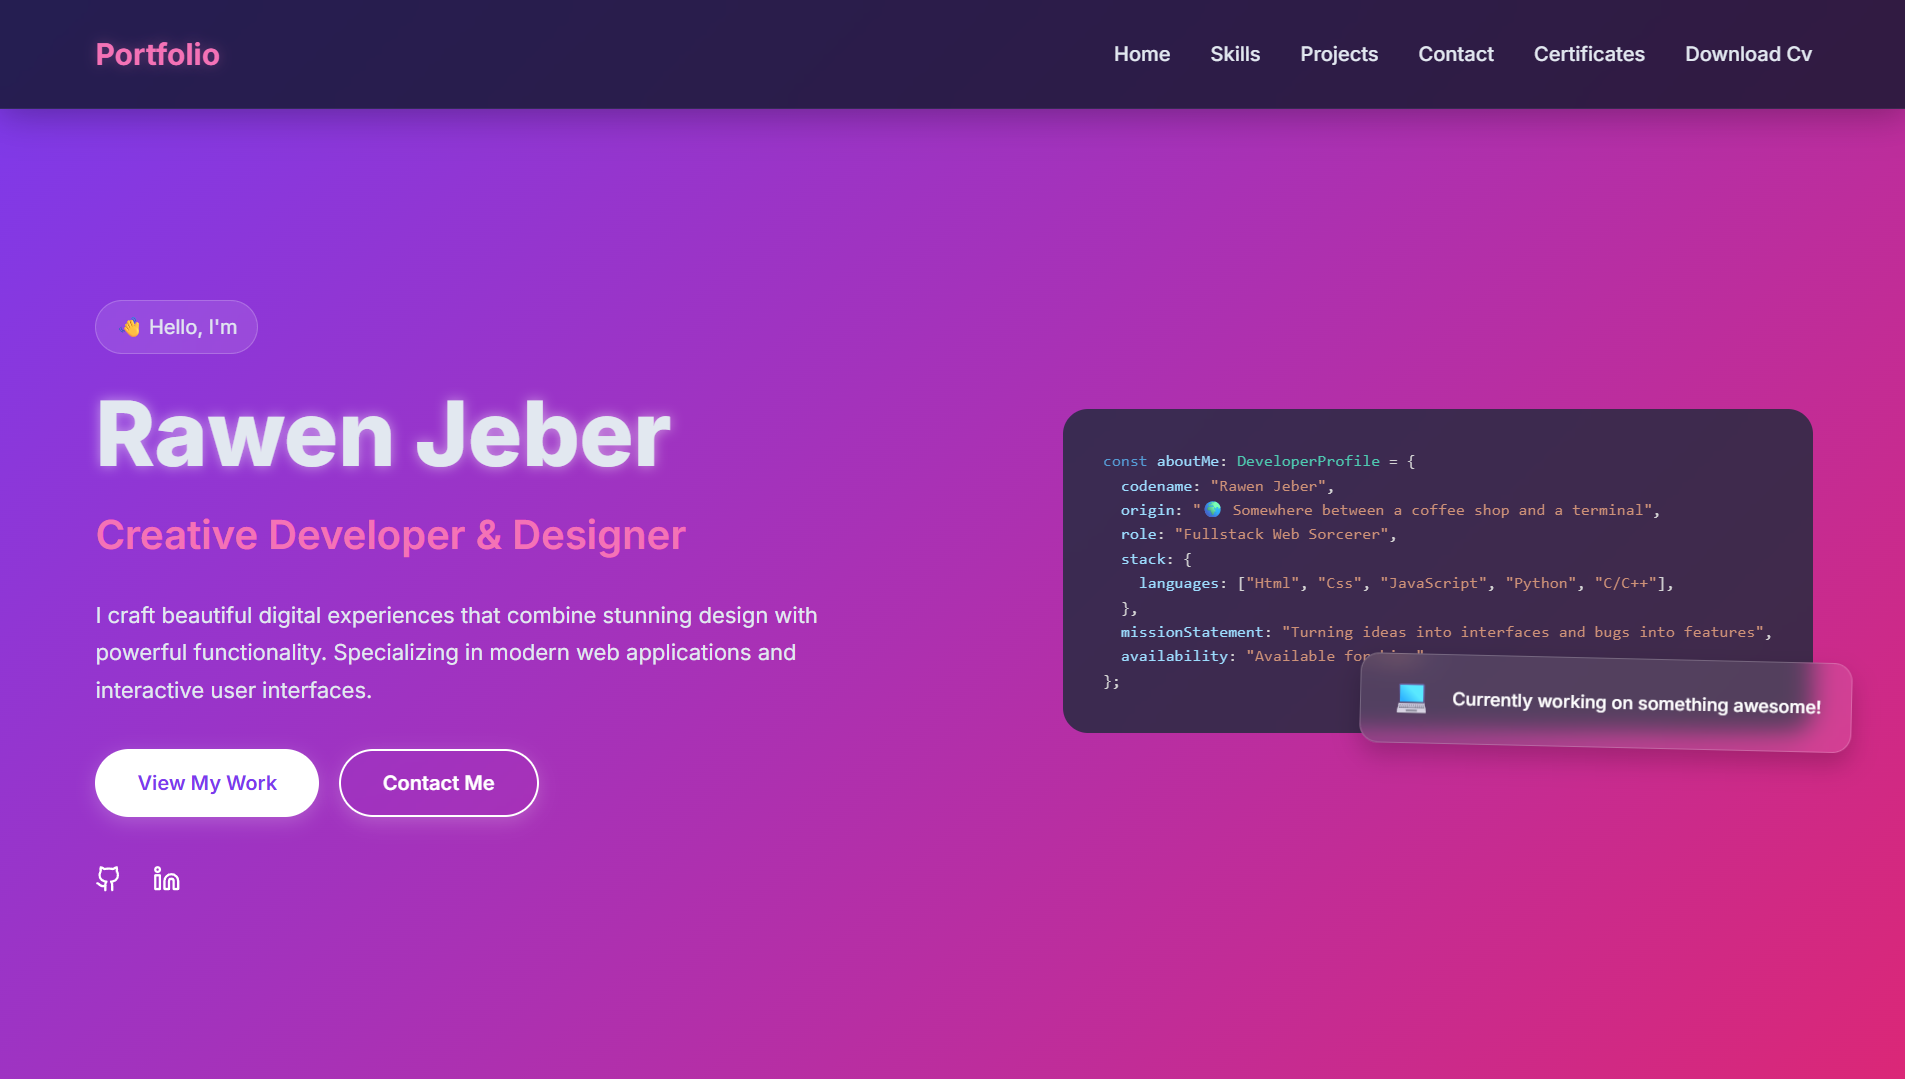 Portfolio
Home Skills Projects Contact Certificates Download Cv
👋 Hello, I'm
Rawen Jeber
Creative Developer & Designer
I craft beautiful digital experiences that combine stunning design with
powerful functionality. Specializing in modern web applications and
interactive user interfaces.
View My Work Contact Me
const aboutMe: DeveloperProfile = {
codename: "Rawen Jeber",
origin: "🌍 Somewhere between a coffee shop and a terminal",
role: "Fullstack Web Sorcerer",
stack: {
languages: ["Html", "Css", "JavaScript", "Python", "C/C++"],
},
missionStatement: "Turning ideas into interfaces and bugs into features",
availability: "Available for
};
💻 Currently working on something awesome!